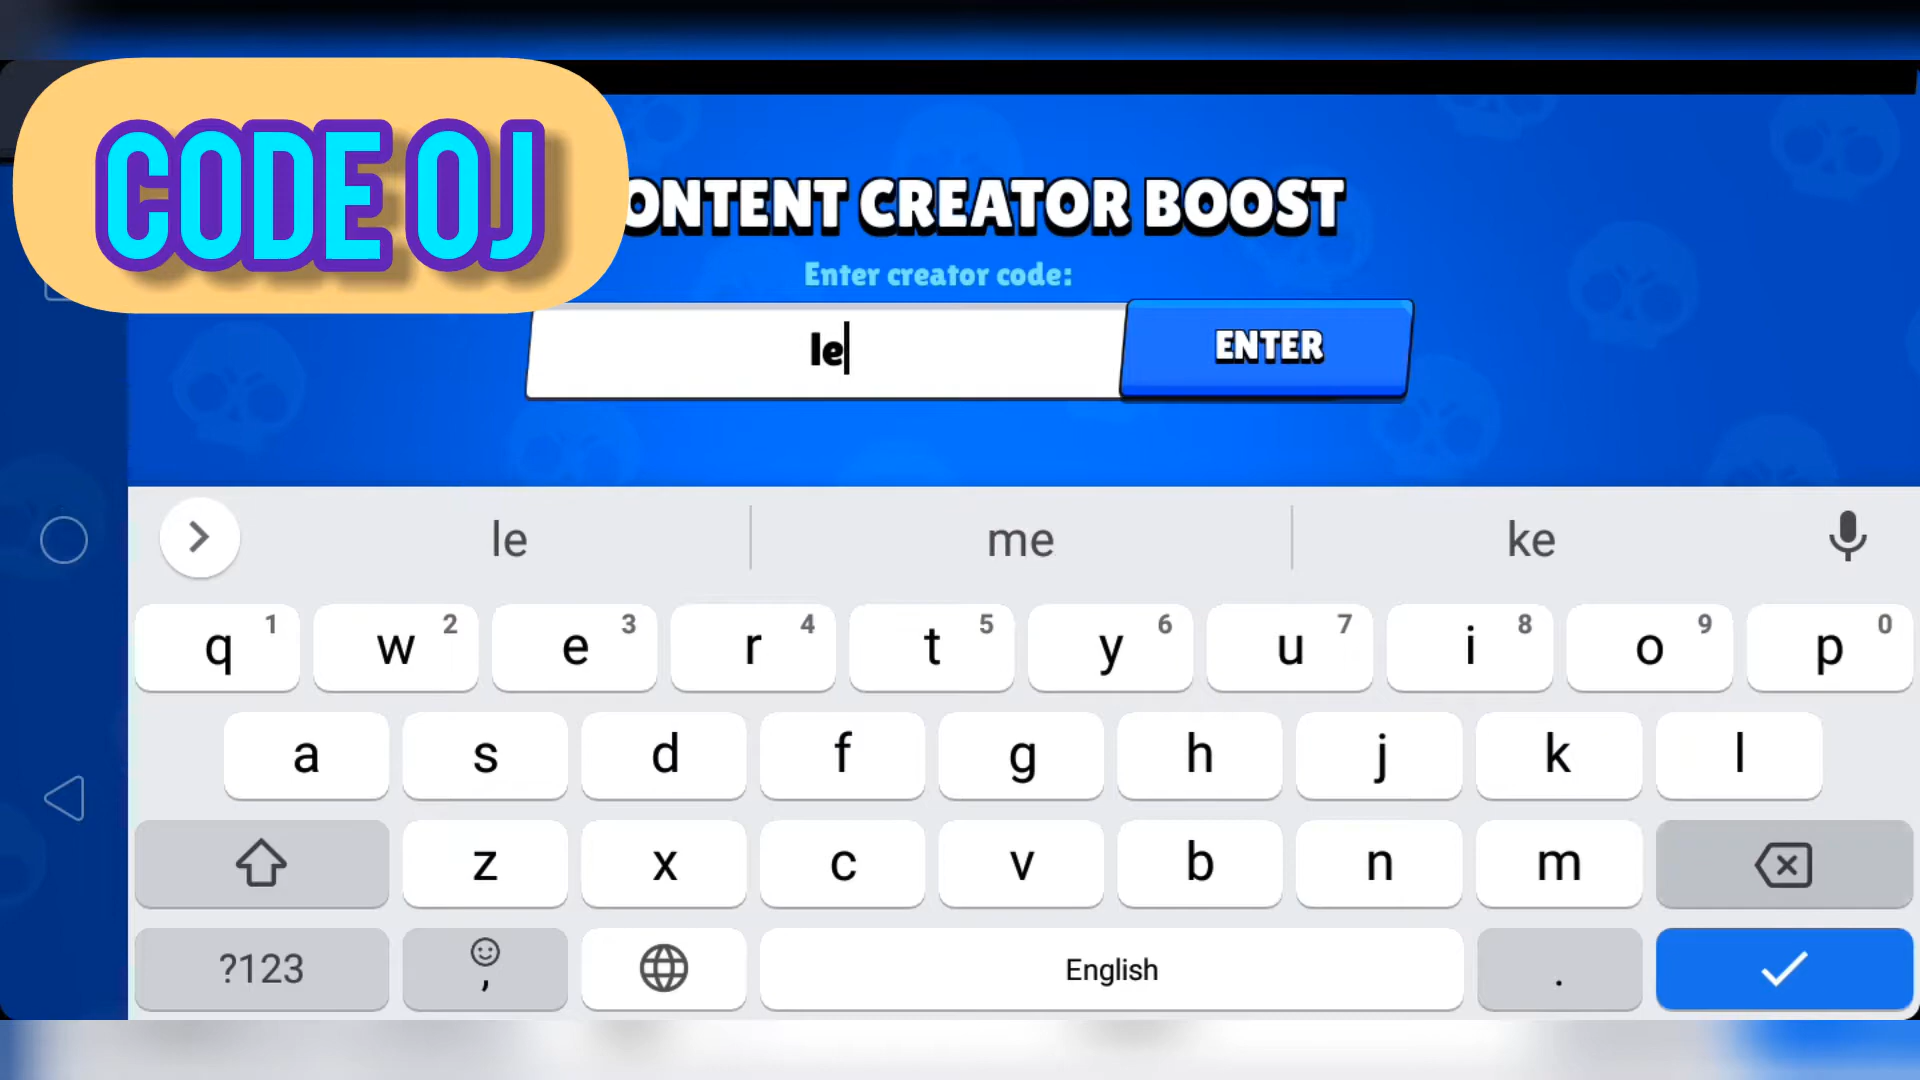 CODE OJ
ONTENT CREATOR BOOST
Enter creator code:
le
ENTER
le me ke
q 1 w 2 e 3 r 4 t 5 y 6 u 7 i 8 o 9 p 0
a s d f g h j k l
z x c v b n m
?123 , English .